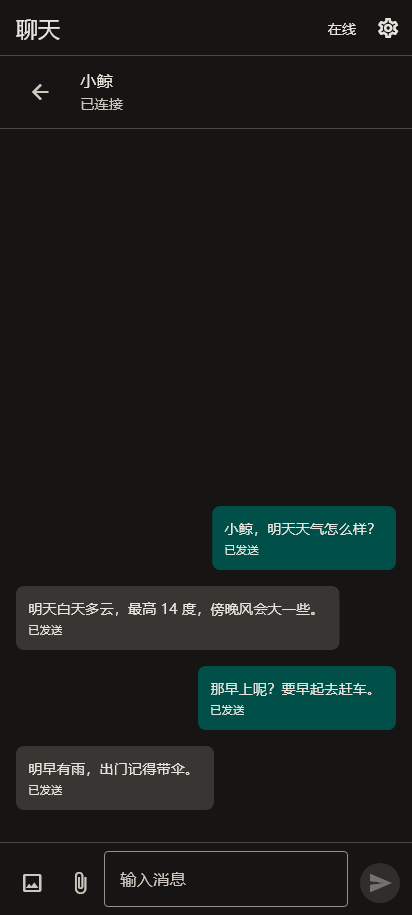 聊天
在线
小鲸
已连接
小鲸，明天天气怎么样？
已发送
明天白天多云，最高 14 度，傍晚风会大一些。
已发送
那早上呢？要早起去赶车。
已发送
明早有雨，出门记得带伞。
已发送
输入消息